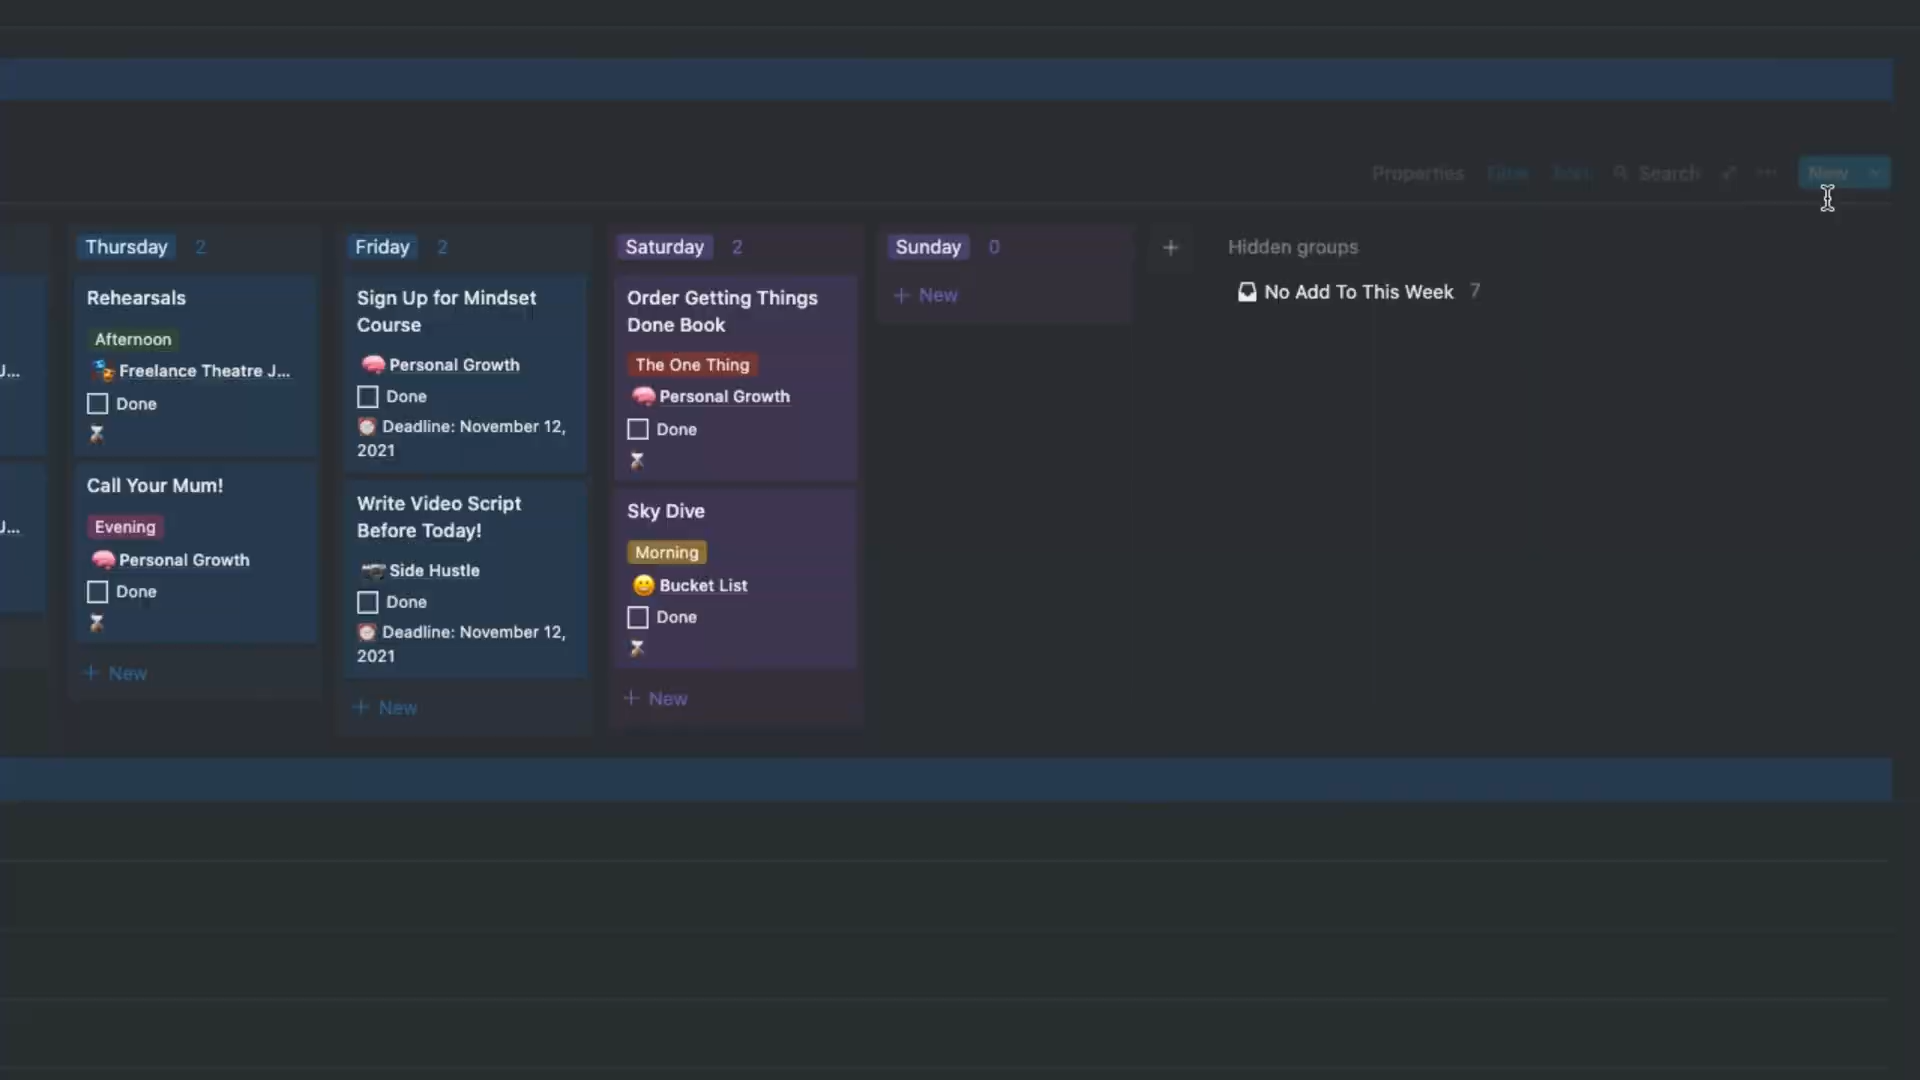 Properties Filter Sort Search New
J...
J...
Thursday 2
Rehearsals
Afternoon
Freelance Theatre J...
Done
Call Your Mum!
Evening
Personal Growth
Done
+ New
Friday 2
Sign Up for Mindset
Course
Personal Growth
Done
Deadline: November 12,
2021
Write Video Script
Before Today!
Side Hustle
Done
Deadline: November 12,
2021
+ New
Saturday 2
Order Getting Things
Done Book
The One Thing
Personal Growth
Done
Sky Dive
Morning
Bucket List
Done
+ New
Sunday 0
+ New
+
Hidden groups
No Add To This Week 7